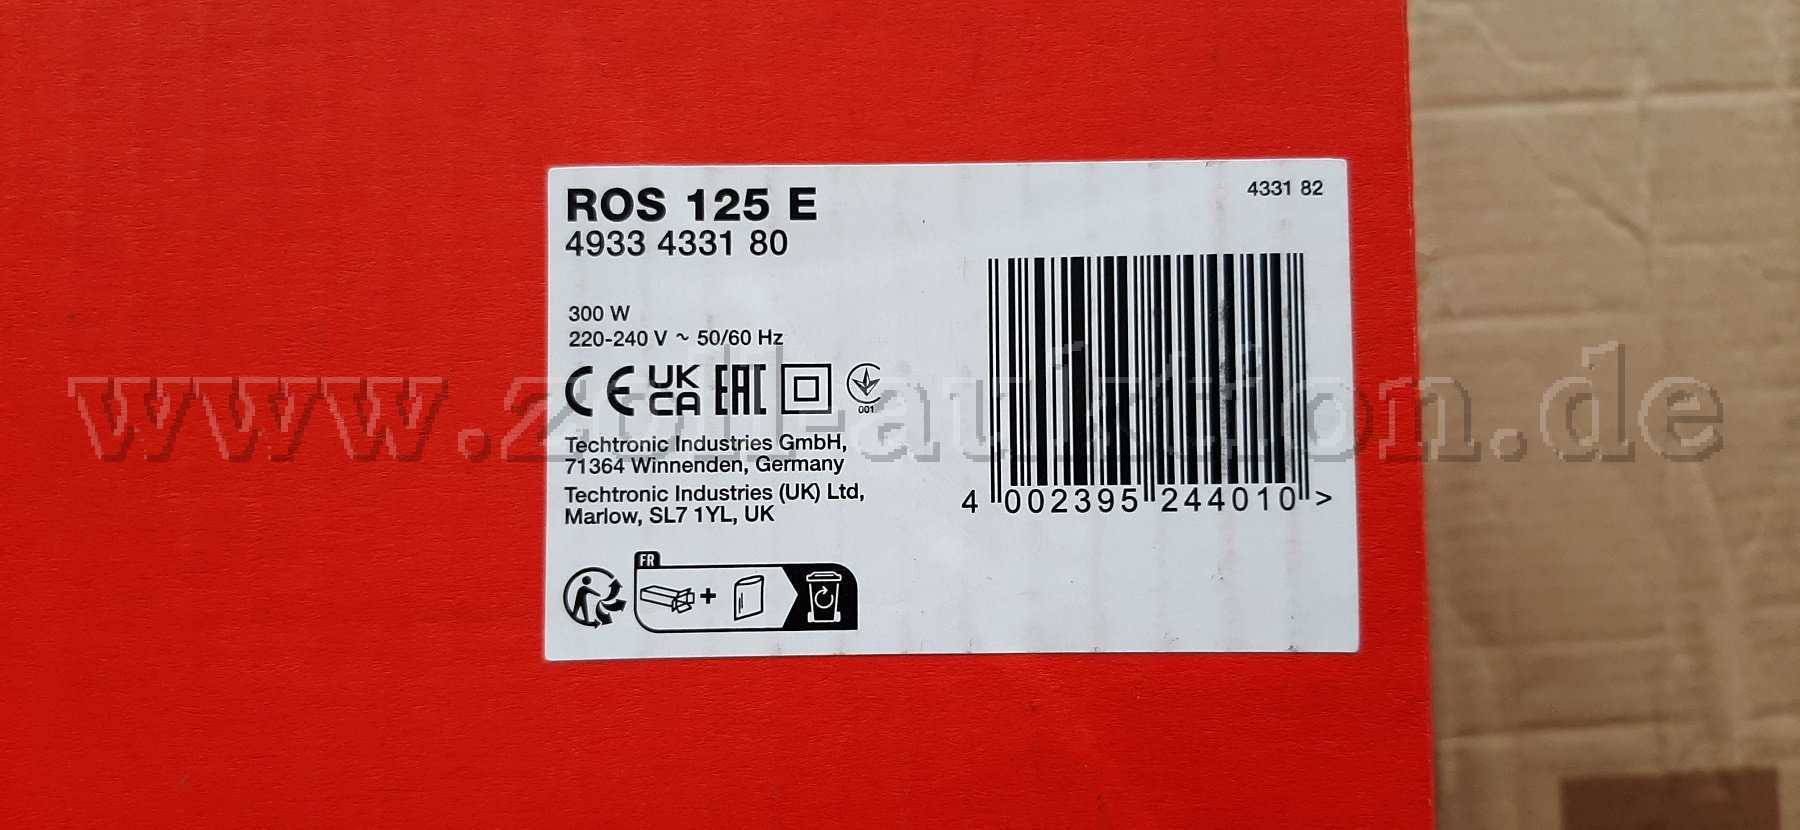 ROS 125 E
4331 82
4933 4331 80
300 W
220-240 V ~ 50/60 Hz
CE UK CA EAC 001
Techtronic Industries GmbH,
71364 Winnenden, Germany
Techtronic Industries (UK) Ltd,
Marlow, SL7 1YL, UK
4 002395 244010 >
FR
www.zoll-auktion.de